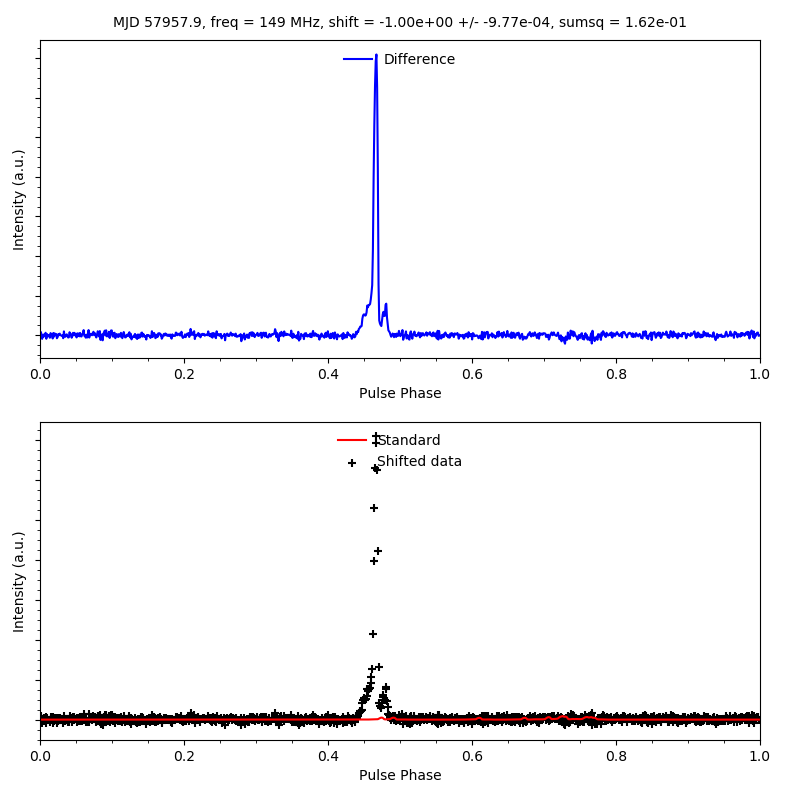 MJD 57957.9, freq = 149 MHz, shift = -1.00e+00 +/- -9.77e-04, sumsq = 1.62e-01
Difference
Intensity (a.u.)
0.0 0.2 0.4 0.6 0.8 1.0
Pulse Phase
Standard
Shifted data
Intensity (a.u.)
0.0 0.2 0.4 0.6 0.8 1.0
Pulse Phase